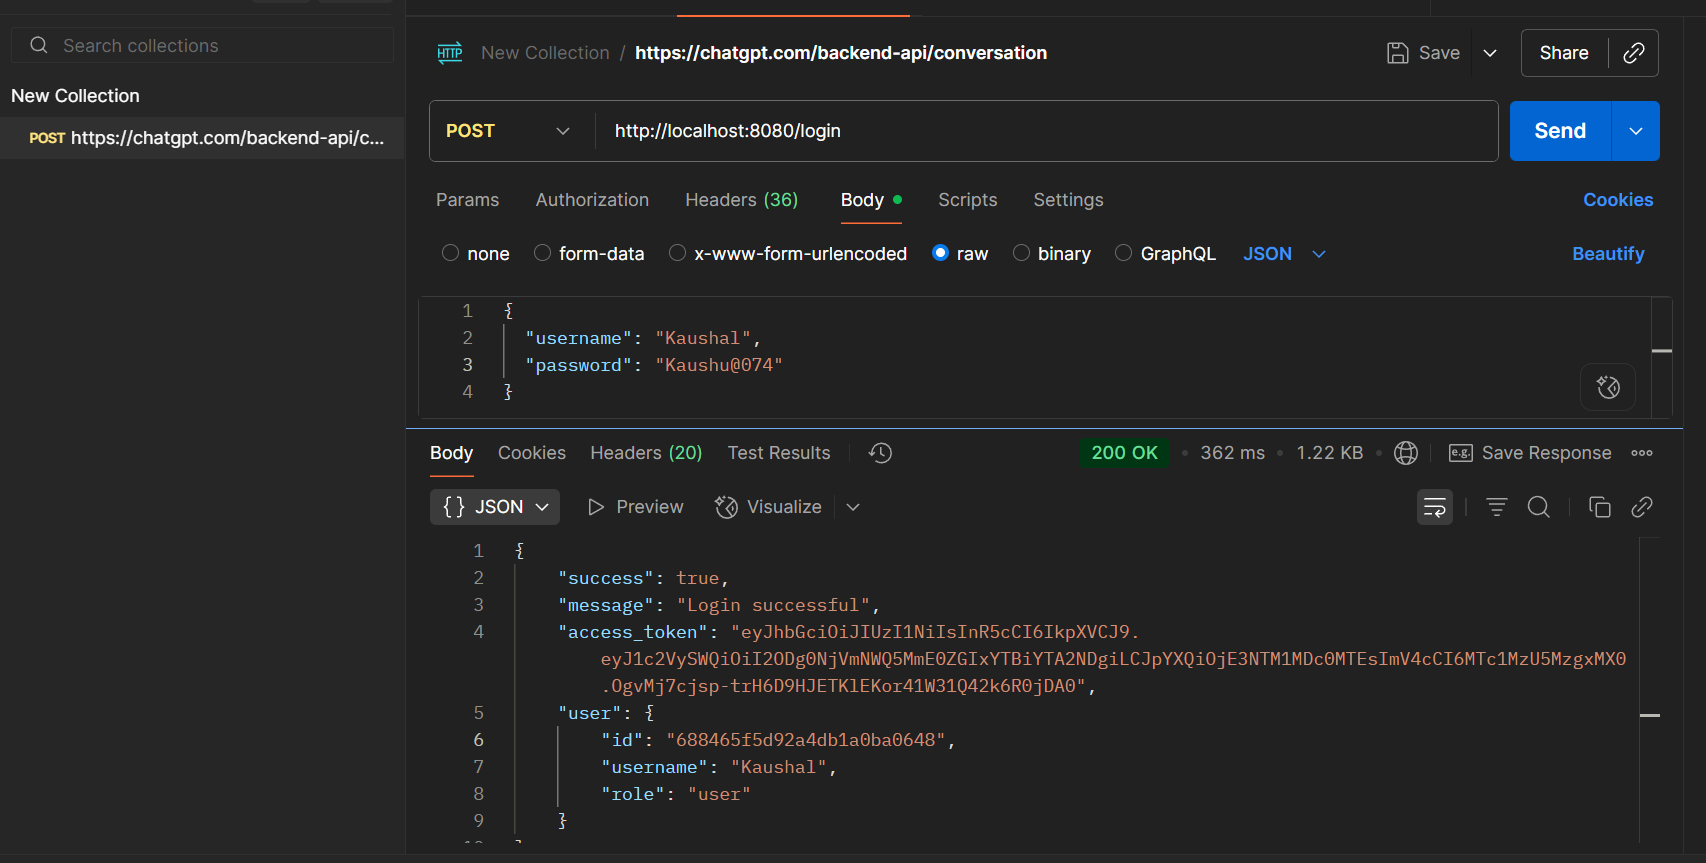 Search collections
New Collection
POST https://chatgpt.com/backend-api/c...
HTTP New Collection / https://chatgpt.com/backend-api/conversation
Save
Share
POST http://localhost:8080/login
Send
Params Authorization Headers (36) Body Scripts Settings Cookies
none form-data x-www-form-urlencoded raw binary GraphQL JSON Beautify
1 {
2 "username": "Kaushal",
3 "password": "Kaushu@074"
4 }
Body Cookies Headers (20) Test Results 200 OK • 362 ms • 1.22 KB • e.g. Save Response
{} JSON Preview Visualize
1 {
2 "success": true,
3 "message": "Login successful",
4 "access_token": "eyJhbGciOiJIUzI1NiIsInR5cCI6IkpXVCJ9.
eyJ1c2VySWQiOiI2ODg0NjVmNWQ5MmE0ZGIxYTBiYTA2NDgiLCJpYXQiOjE3NTM1MDc0MTEsImV4cCI6MTc1MzU5MzgxMX0
.OgvMj7cjsp-trH6D9HJETKlEKor41W31Q42k6R0jDA0",
5 "user": {
6 "id": "688465f5d92a4db1a0ba0648",
7 "username": "Kaushal",
8 "role": "user"
9 }